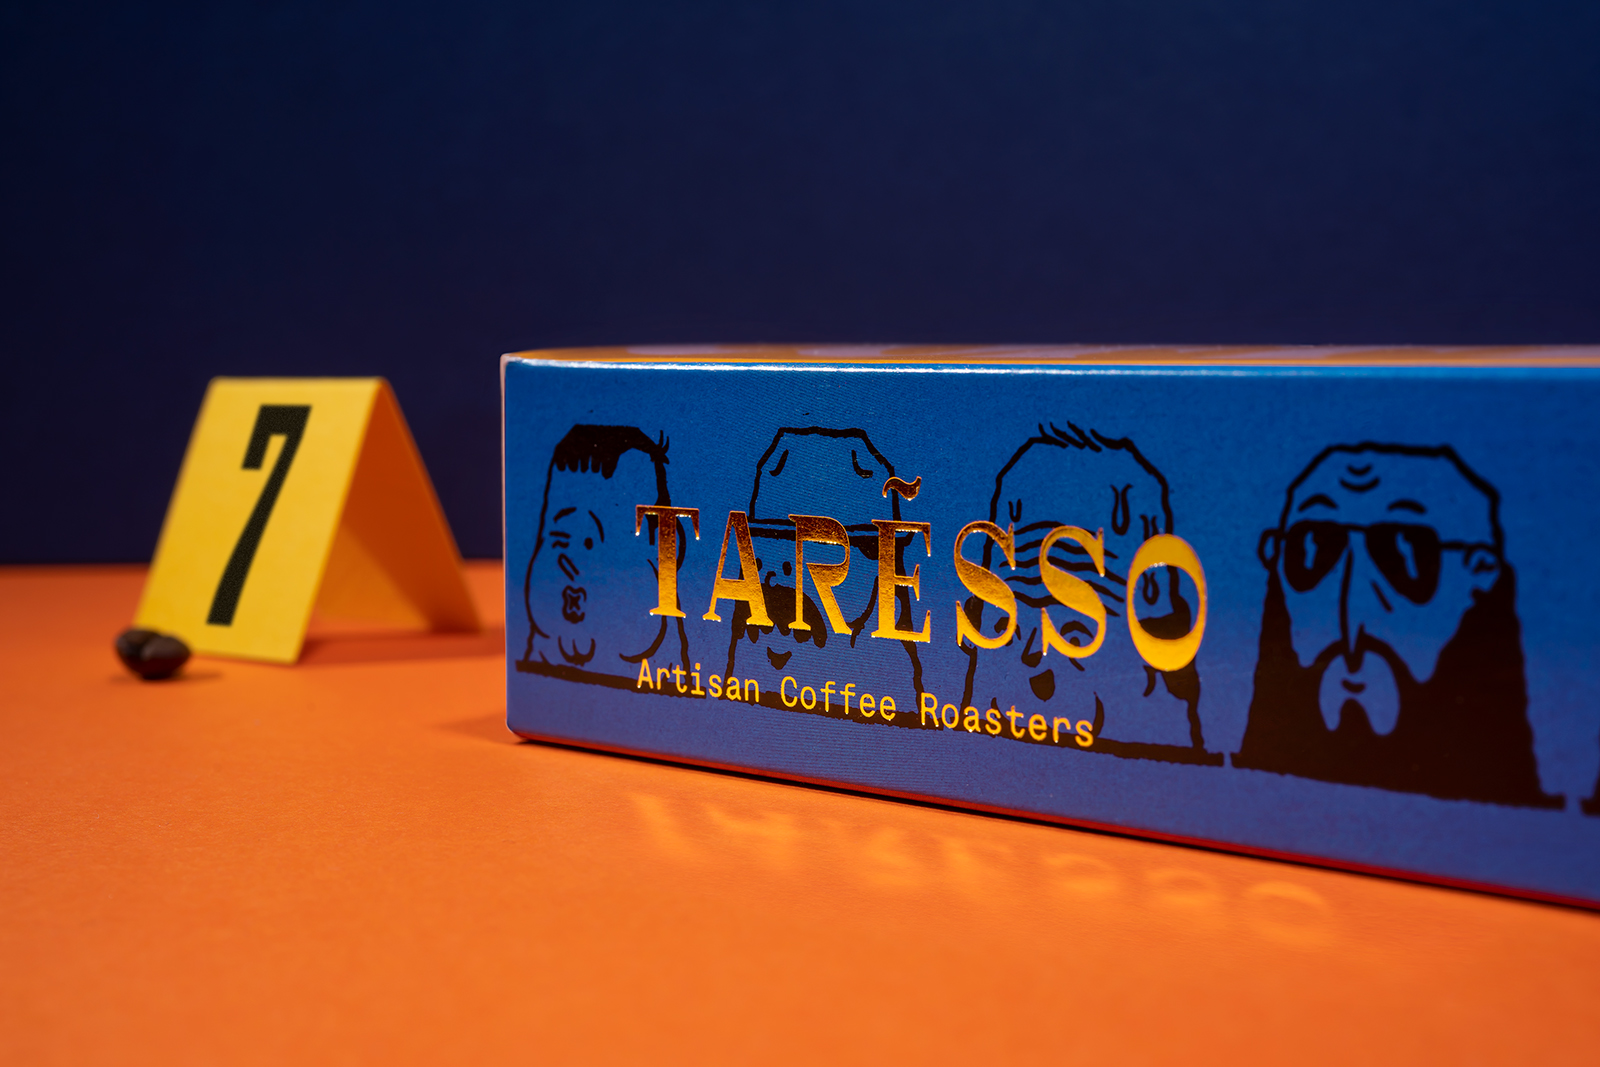 7
TARẼSSO
Artisan Coffee Roasters